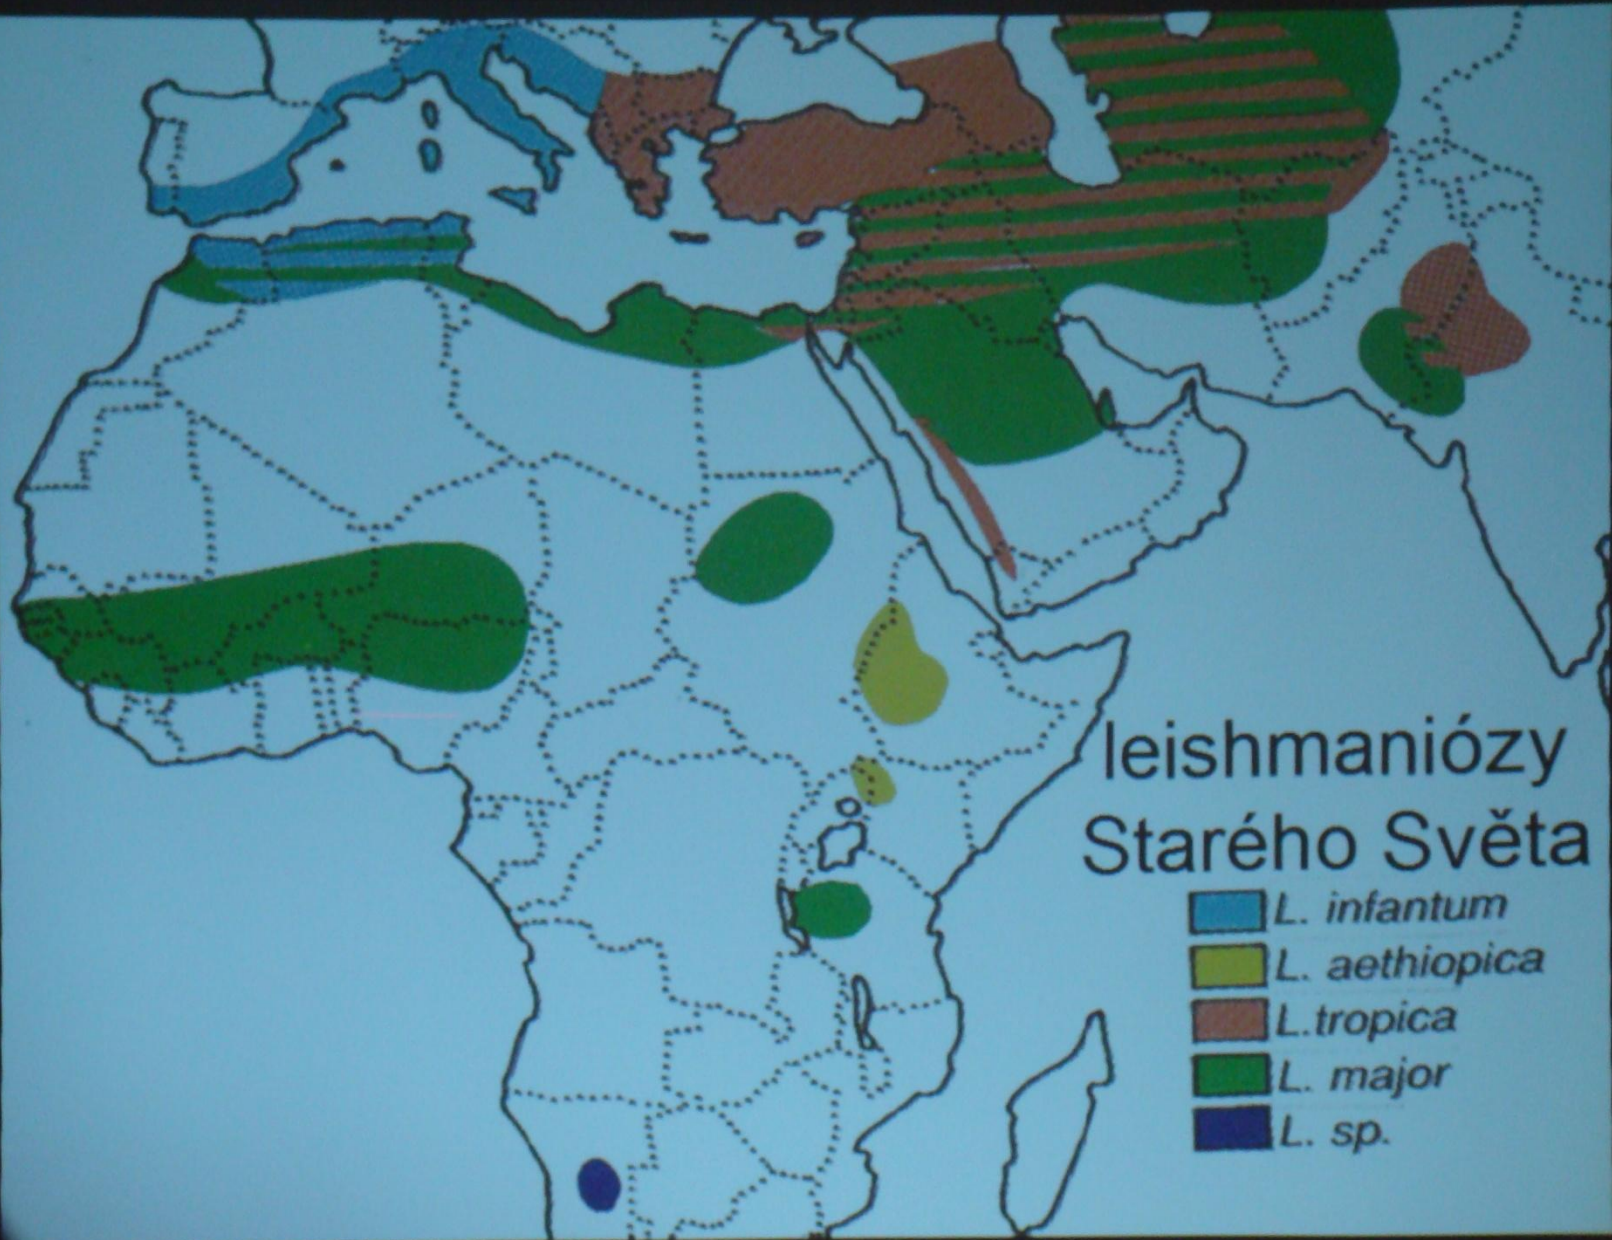 leishmaniózy
Starého Světa
L. infantum
L. aethiopica
L.tropica
L. major
L. sp.